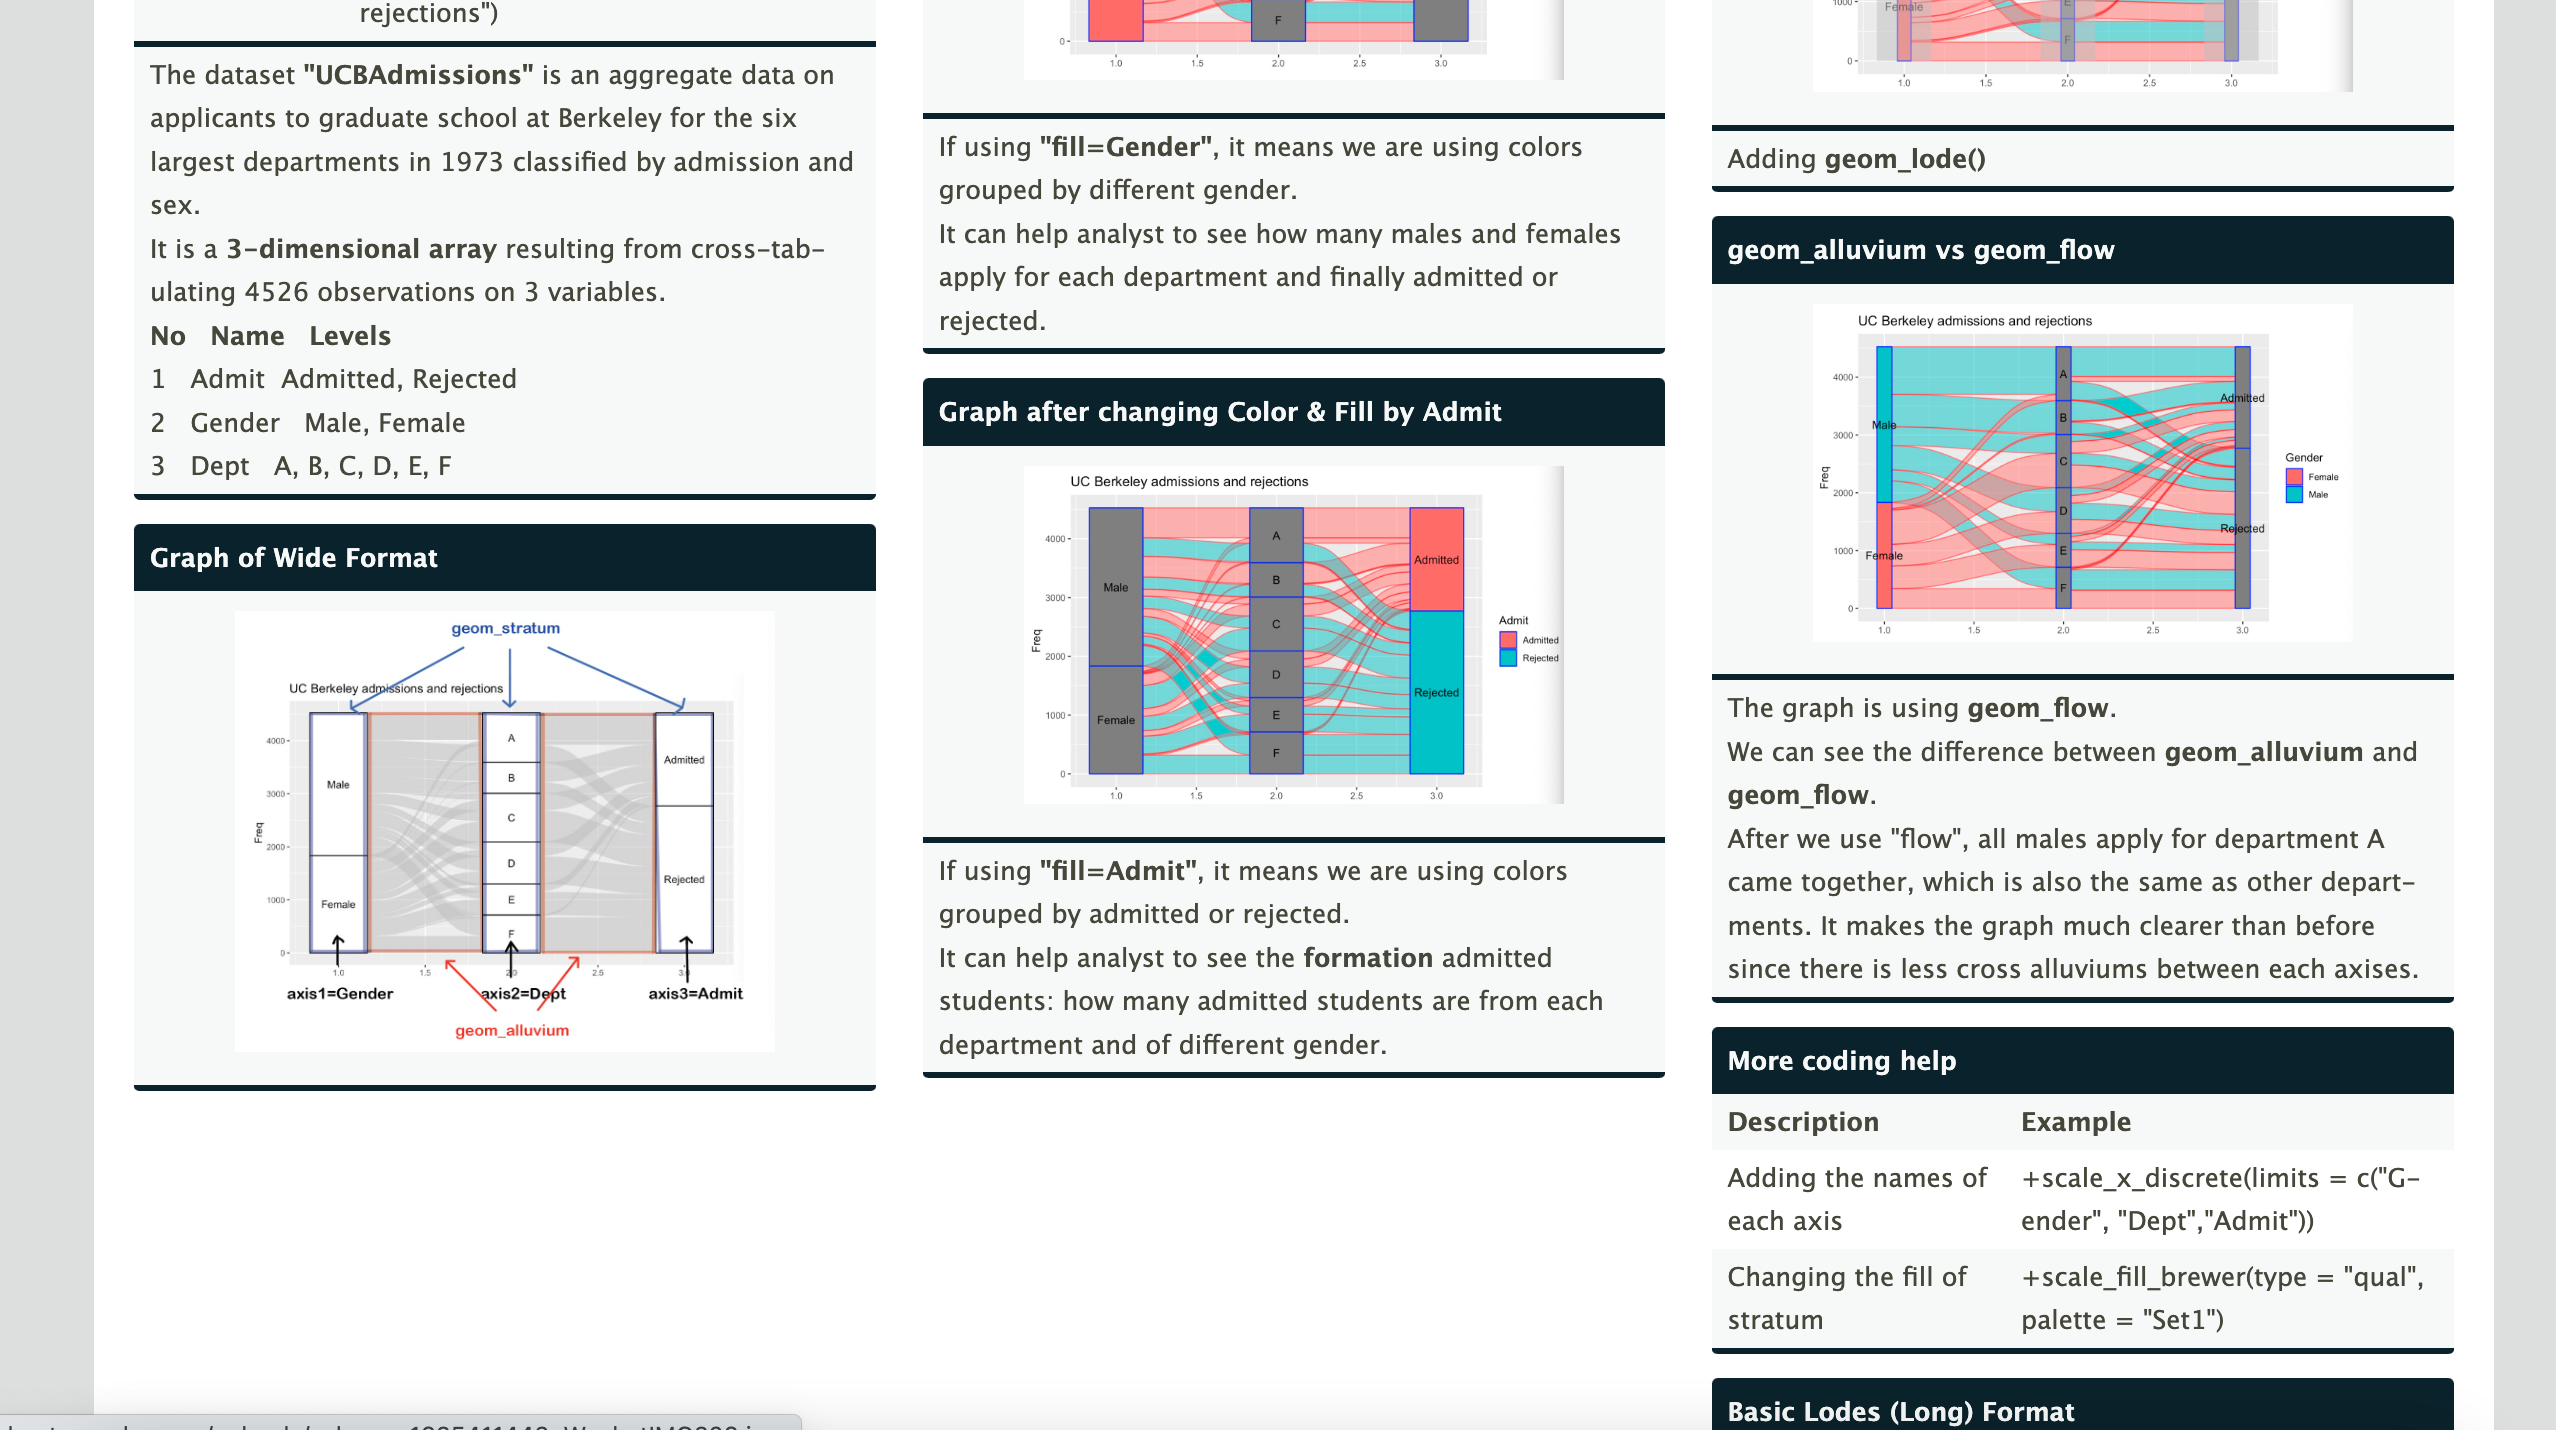 rejections")
The dataset "UCBAdmissions" is an aggregate data on
applicants to graduate school at Berkeley for the six
largest departments in 1973 classified by admission and
sex.
It is a 3-dimensional array resulting from cross-tab-
ulating 4526 observations on 3 variables.
No Name Levels
1 Admit Admitted, Rejected
2 Gender Male, Female
3 Dept A, B, C, D, E, F
Graph of Wide Format
geom_stratum
UC Berkeley admissions and rejections
Freq
4000
3000
2000
1000
0
Male
Female
A
B
C
D
E
F
Admitted
Rejected
1.0 1.5 2.0 2.5 3.0
axis1=Gender axis2=Dept axis3=Admit
geom_alluvium
F
0
1.0 1.5 2.0 2.5 3.0
If using "fill=Gender", it means we are using colors
grouped by different gender.
It can help analyst to see how many males and females
apply for each department and finally admitted or
rejected.
Graph after changing Color & Fill by Admit
UC Berkeley admissions and rejections
Freq
4000
3000
2000
1000
0
Male
Female
A
B
C
D
E
F
Admitted
Rejected
Admit
Admitted
Rejected
1.0 1.5 2.0 2.5 3.0
If using "fill=Admit", it means we are using colors
grouped by admitted or rejected.
It can help analyst to see the formation admitted
students: how many admitted students are from each
department and of different gender.
1000
Female
E
F
0
1.0 1.5 2.0 2.5 3.0
Adding geom_lode()
geom_alluvium vs geom_flow
UC Berkeley admissions and rejections
Freq
4000
3000
2000
1000
0
Male
Female
A
B
C
D
E
F
Admitted
Rejected
Gender
Female
Male
1.0 1.5 2.0 2.5 3.0
The graph is using geom_flow.
We can see the difference between geom_alluvium and
geom_flow.
After we use "flow", all males apply for department A
came together, which is also the same as other depart-
ments. It makes the graph much clearer than before
since there is less cross alluviums between each axises.
More coding help
Description Example
Adding the names of +scale_x_discrete(limits = c("G-
each axis ender", "Dept","Admit"))
Changing the fill of +scale_fill_brewer(type = "qual",
stratum palette = "Set1")
Basic Lodes (Long) Format